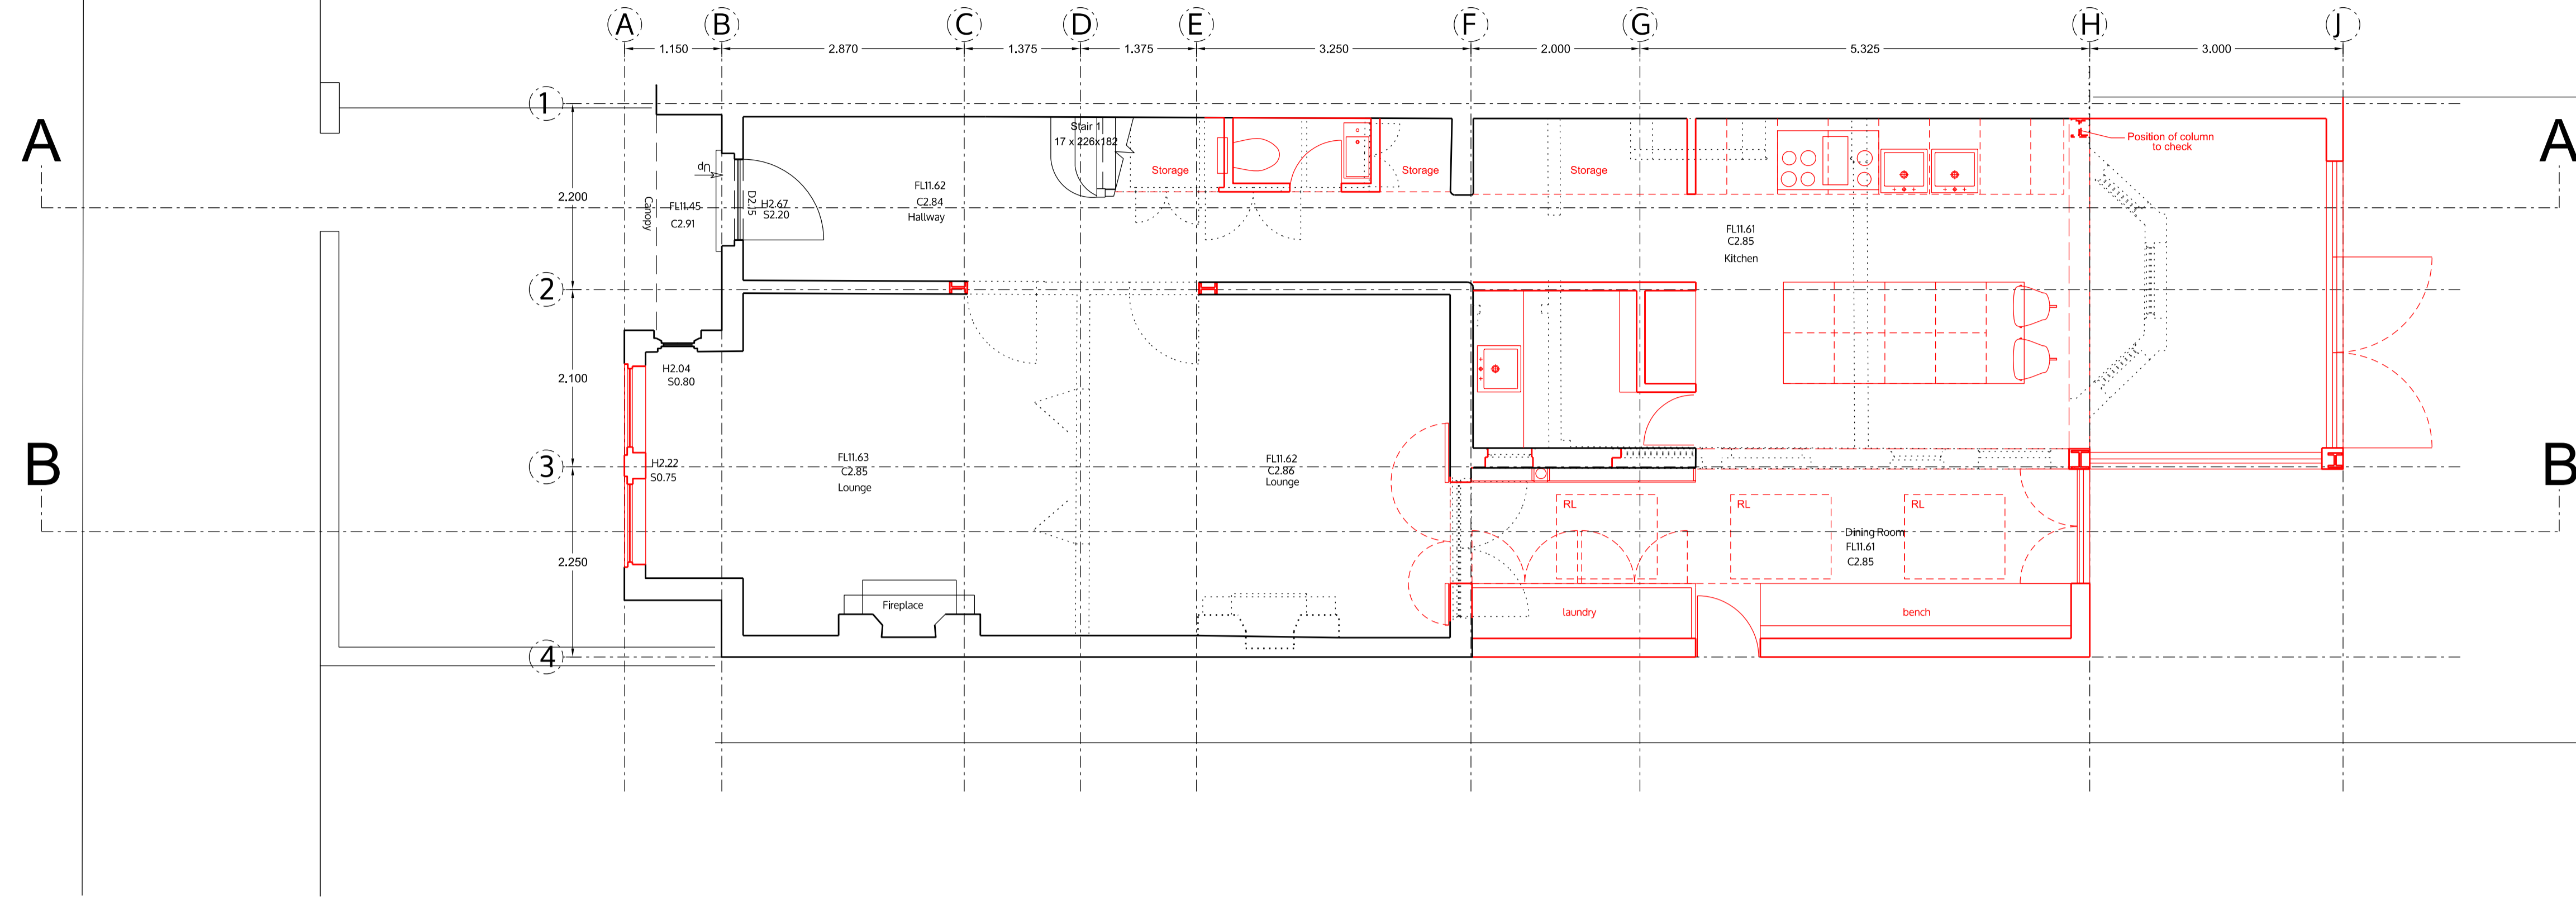 A B C D E F G H J
1.150 2.870 1.375 1.375 3.250 2.000 5.325 3.000
1
A
A
Stair 1
17 x 226x182
Position of column
to check
Up
Storage
Storage
Storage
2.200
Canopy
FL11.45
C2.91
D2.15
H2.67
S2.20
FL11.62
C2.84
Hallway
FL11.61
C2.85
Kitchen
2
2.100
H2.04
S0.80
B
B
3
H2.22
S0.75
FL11.63
C2.85
Lounge
FL11.62
C2.86
Lounge
RL
RL
RL
Dining Room
FL11.61
C2.85
2.250
Fireplace
laundry
bench
4